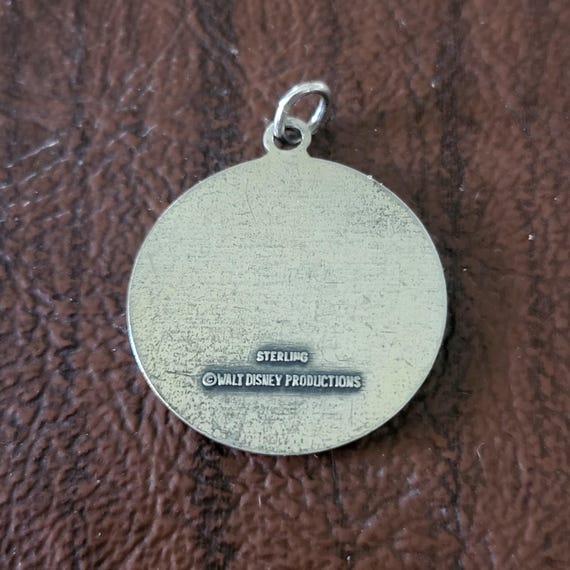 STERLING
©WALT DISNEY PRODUCTIONS